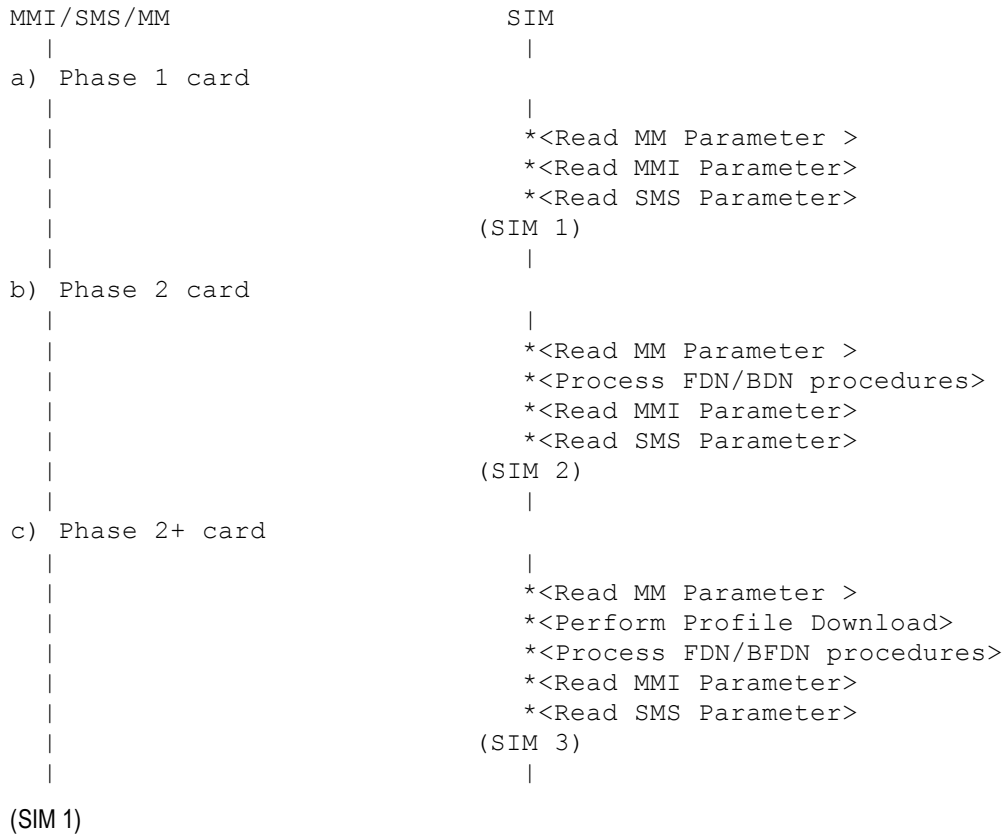 MMI/SMS/MM                      SIM
  |                              |
a) Phase 1 card
  |                              |
  |                              *<Read MM Parameter >
  |                              *<Read MMI Parameter>
  |                              *<Read SMS Parameter>
  |                           (SIM 1)
  |                              |
b) Phase 2 card
  |                              |
  |                              *<Read MM Parameter >
  |                              *<Process FDN/BDN procedures>
  |                              *<Read MMI Parameter>
  |                              *<Read SMS Parameter>
  |                           (SIM 2)
  |                              |
c) Phase 2+ card
  |                              |
  |                              *<Read MM Parameter >
  |                              *<Perform Profile Download>
  |                              *<Process FDN/BFDN procedures>
  |                              *<Read MMI Parameter>
  |                              *<Read SMS Parameter>
  |                           (SIM 3)
  |                              |
(SIM 1)